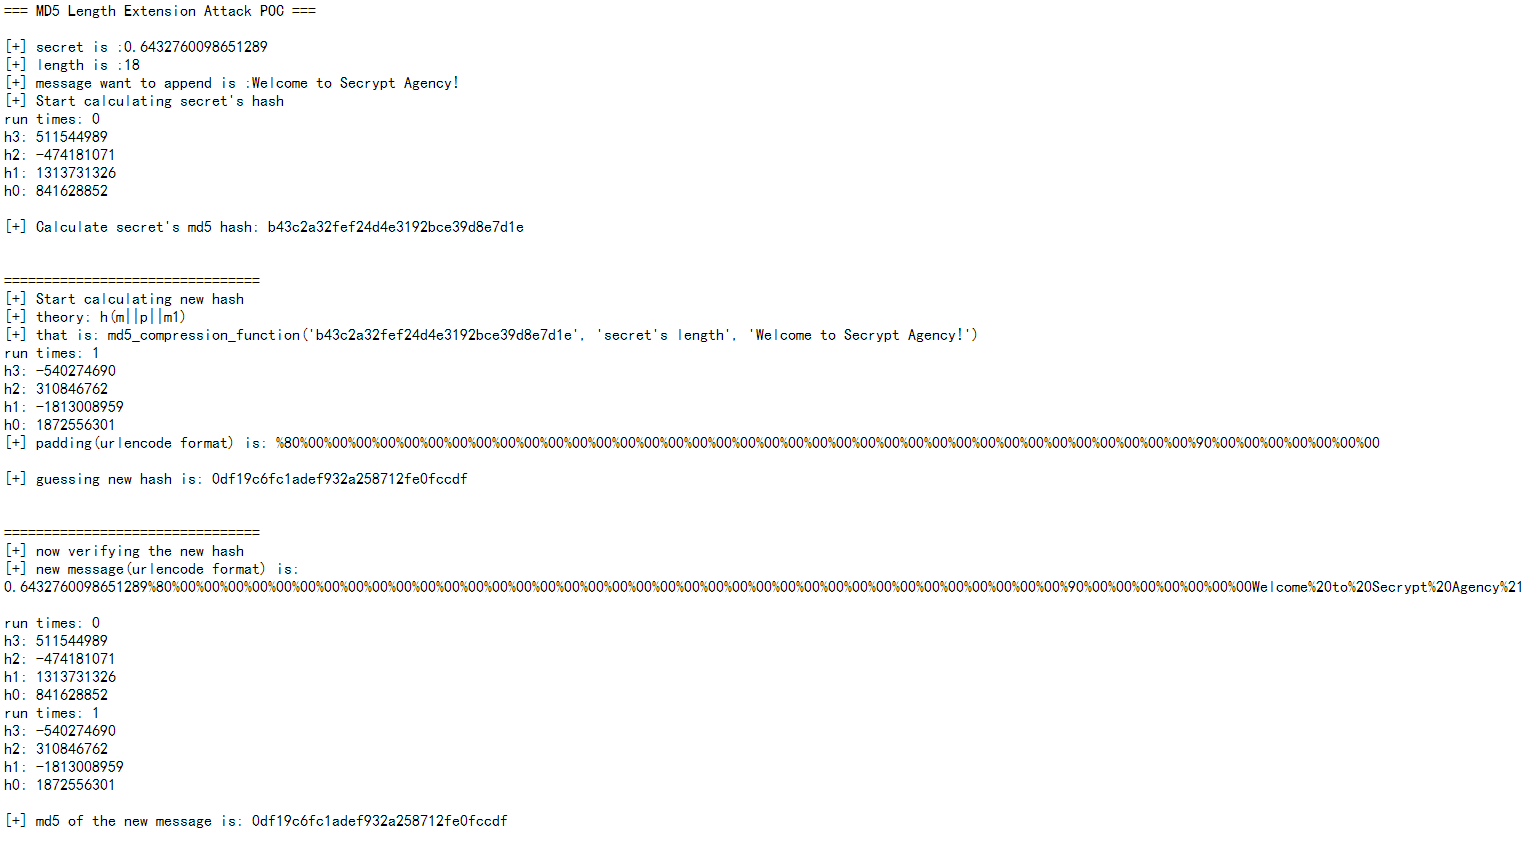 === MD5 Length Extension Attack POC ===
[+] secret is :0.6432760098651289
[+] length is :18
[+] message want to append is :Welcome to Secrypt Agency!
[+] Start calculating secret's hash
run times: 0
h3: 511544989
h2: -474181071
h1: 1313731326
h0: 841628852
[+] Calculate secret's md5 hash: b43c2a32fef24d4e3192bce39d8e7d1e
================================
[+] Start calculating new hash
[+] theory: h(m||p||m1)
[+] that is: md5_compression_function('b43c2a32fef24d4e3192bce39d8e7d1e', 'secret's length', 'Welcome to Secrypt Agency!')
run times: 1
h3: -540274690
h2: 310846762
h1: -1813008959
h0: 1872556301
[+] padding(urlencode format) is: %80%00%00%00%00%00%00%00%00%00%00%00%00%00%00%00%00%00%00%00%00%00%00%00%00%00%00%00%00%00%00%00%00%00%00%00%00%00%90%00%00%00%00%00%00%00
[+] guessing new hash is: 0df19c6fc1adef932a258712fe0fccdf
================================
[+] now verifying the new hash
[+] new message(urlencode format) is:
0.6432760098651289%80%00%00%00%00%00%00%00%00%00%00%00%00%00%00%00%00%00%00%00%00%00%00%00%00%00%00%00%00%00%00%00%00%00%00%00%00%00%90%00%00%00%00%00%00%00Welcome%20to%20Secrypt%20Agency%21
run times: 0
h3: 511544989
h2: -474181071
h1: 1313731326
h0: 841628852
run times: 1
h3: -540274690
h2: 310846762
h1: -1813008959
h0: 1872556301
[+] md5 of the new message is: 0df19c6fc1adef932a258712fe0fccdf